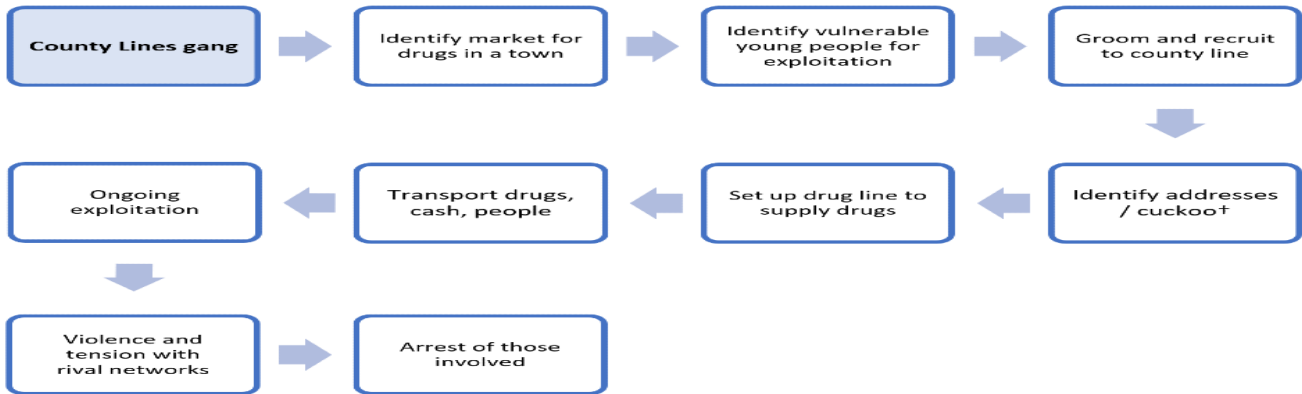 County Lines gang
Identify market for
drugs in a town
Identify vulnerable
young people for
exploitation
Groom and recruit
to county line
Identify addresses
/ cuckoo†
Set up drug line to
supply drugs
Transport drugs,
cash, people
Ongoing
exploitation
Violence and
tension with
rival networks
Arrest of those
involved